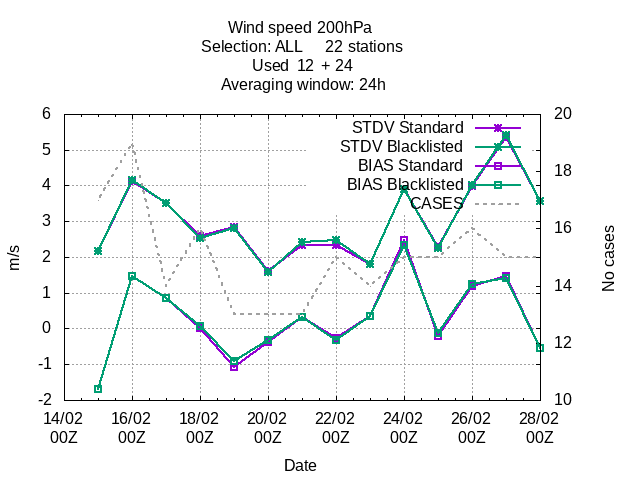 Wind speed 200hPa
Selection: ALL 22 stations
Used 12 + 24
Averaging window: 24h
6 20
STDV Standard
5
STDV Blacklisted
BIAS Standard 18
4 BIAS Blacklisted
CASES
3 16
2
m/s No cases
1 14
0
12
-1
-2 10
14/02 16/02 18/02 20/02 22/02 24/02 26/02 28/02
00Z 00Z 00Z 00Z 00Z 00Z 00Z 00Z
Date